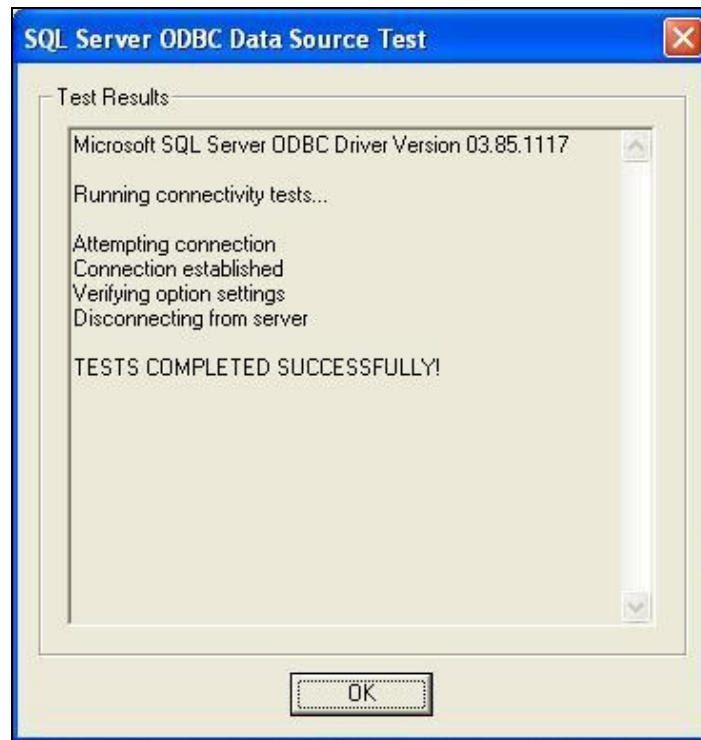 SQL Server ODBC Data Source Test
Test Results
Microsoft SQL Server ODBC Driver Version 03.85.1117
Running connectivity tests...
Attempting connection
Connection established
Verifying option settings
Disconnecting from server
TESTS COMPLETED SUCCESSFULLY!
OK